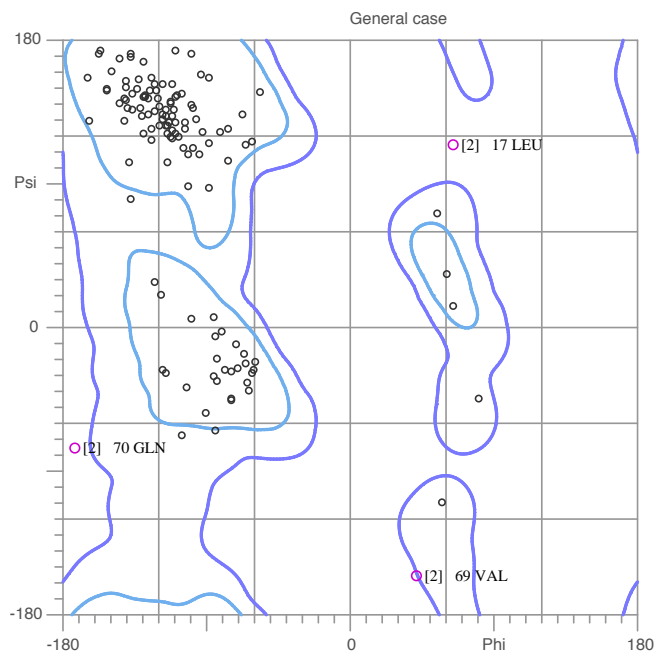 General case
180
[2] 17 LEU
Psi
0
[2] 70 GLN
[2] 69 VAL
-180
-180 0 Phi 180